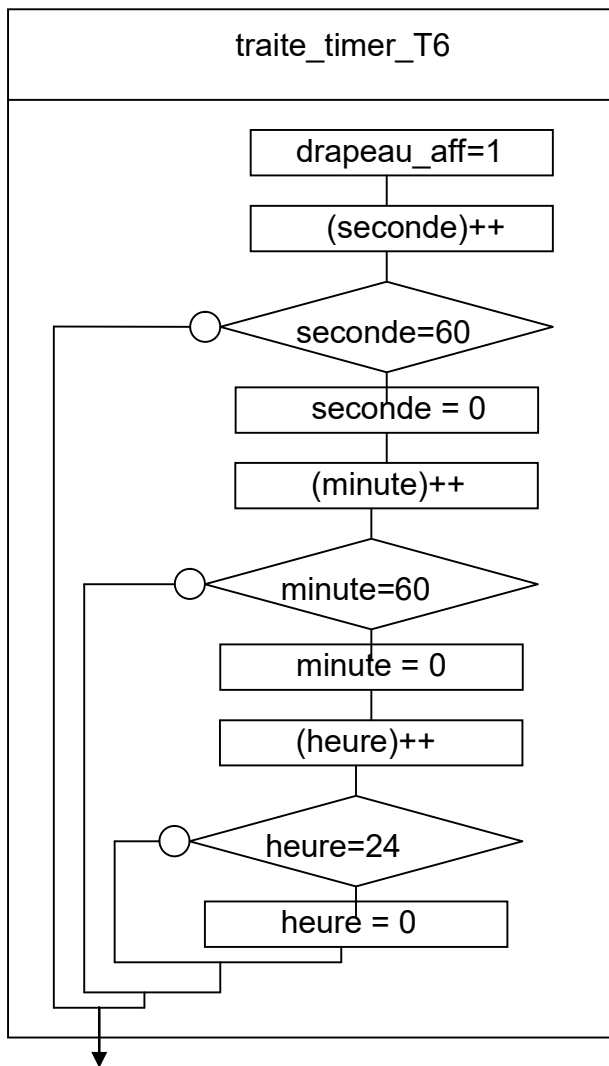 traite_timer_T6
drapeau_aff=1
(seconde)++
seconde=60
seconde = 0
(minute)++
minute=60
minute = 0
(heure)++
heure=24
heure = 0